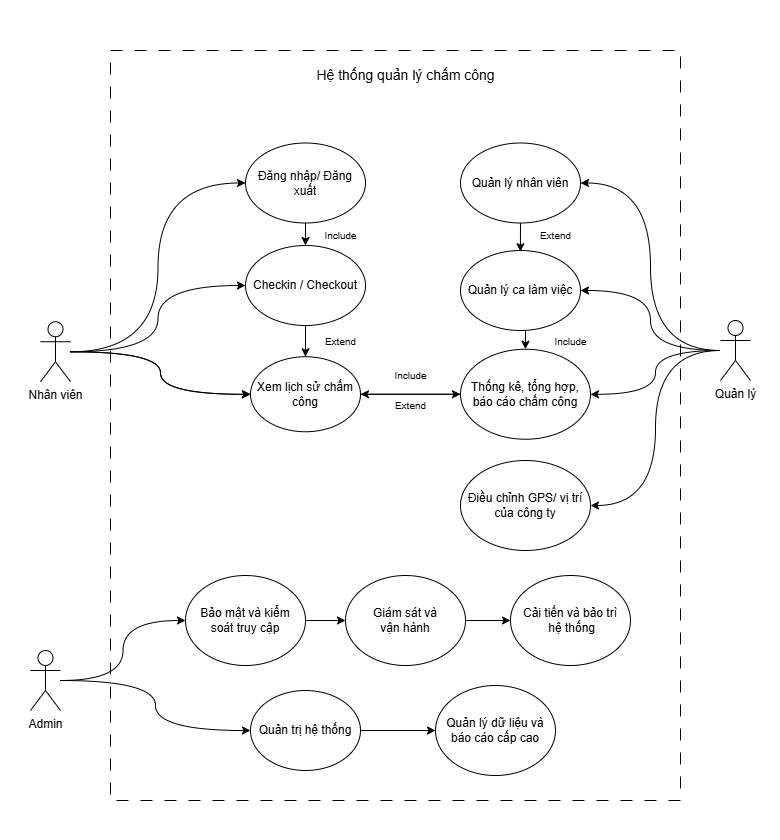 Hệ thống quản lý chấm công
Đăng nhập/ Đăng
xuất
Quản lý nhân viên
Include
Extend
Checkin / Checkout
Quản lý ca làm việc
Extend
Include
Nhân viên
Quản lý
Xem lịch sử chấm
công
Include
Extend
Thống kê, tổng hợp,
báo cáo chấm công
Điều chỉnh GPS/ vị trí
của công ty
Bảo mật và kiểm
soát truy cập
Giám sát và
vận hành
Cải tiến và bảo trì
hệ thống
Admin
Quản trị hệ thống
Quản lý dữ liệu và
báo cáo cấp cao